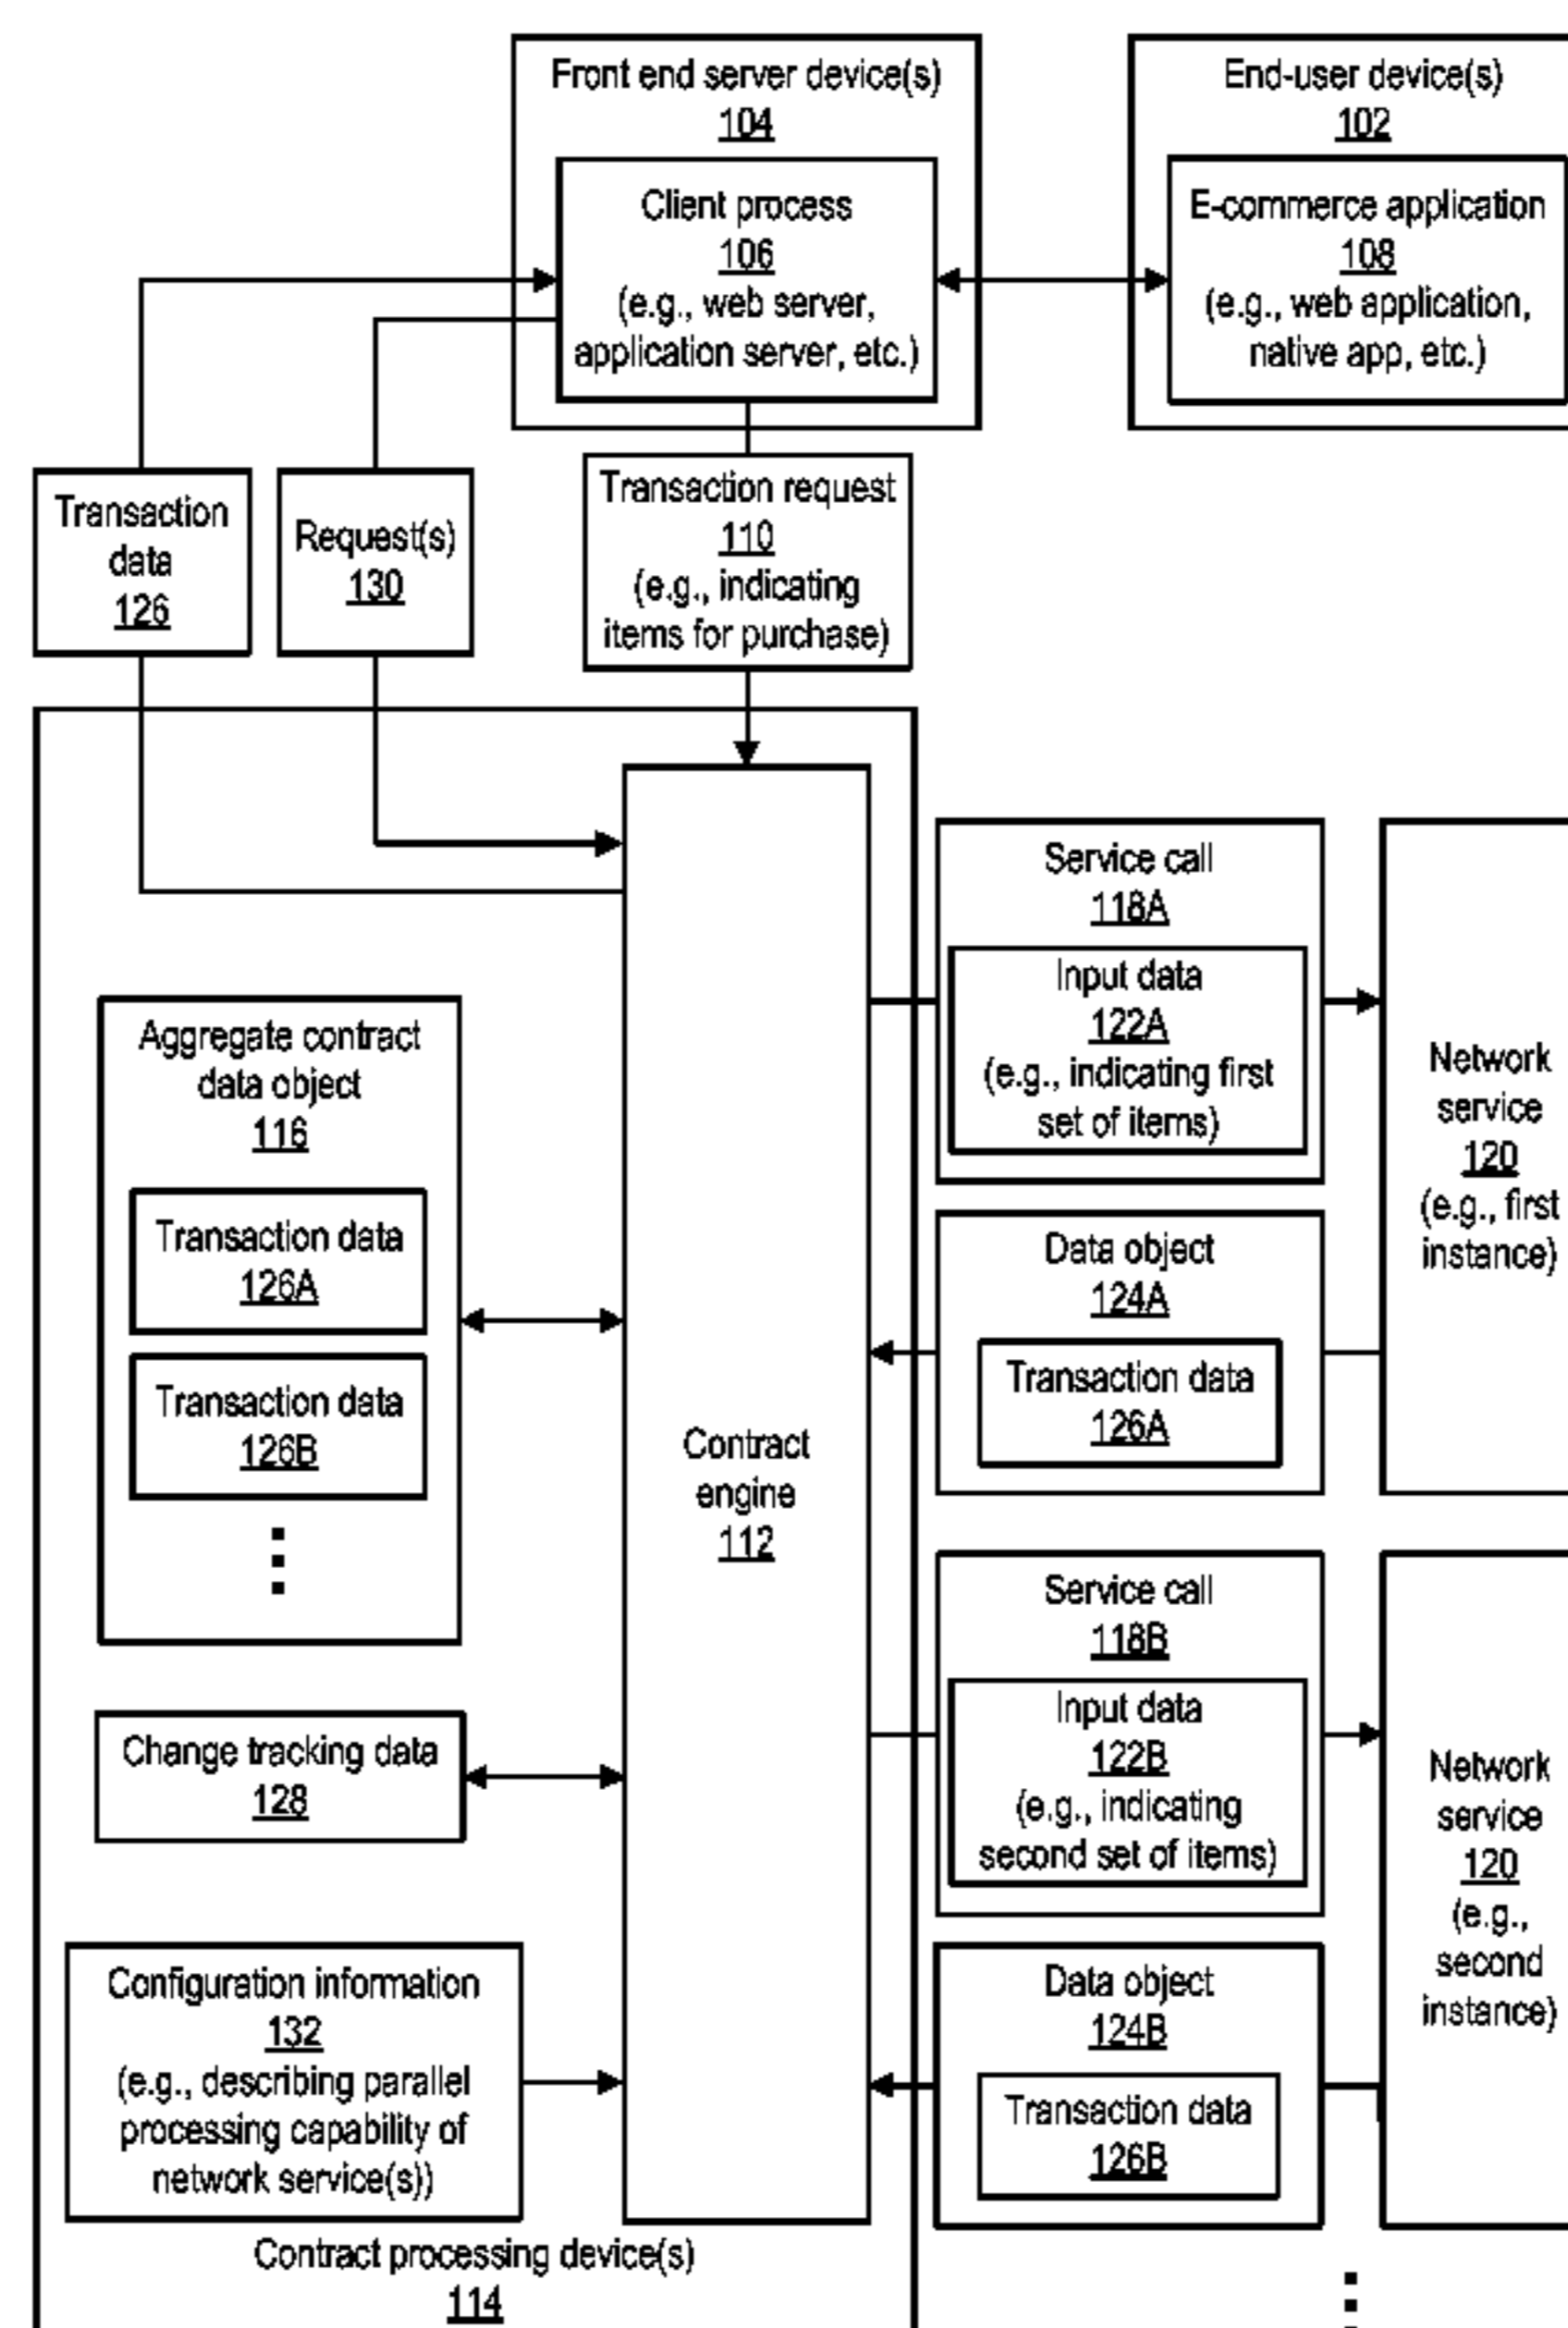 Front end server device(s)
104
Client process
106
(e.g., web server,
application server, etc.)
End-user device(s)
102
E-commerce application
108
(e.g., web application,
native app, etc.)
Transaction
data
126
Request(s)
130
Transaction request
110
(e.g., indicating
items for purchase)
Aggregate contract
data object
116
Transaction data
126A
Transaction data
126B
Change tracking data
128
Configuration information
132
(e.g., describing parallel
processing capability of
network service(s))
Contract
engine
112
Contract processing device(s)
114
Service call
118A
Input data
122A
(e.g., indicating first
set of items)
Data object
124A
Transaction data
126A
Network
service
120
(e.g., first
instance)
Service call
118B
Input data
122B
(e.g., indicating
second set of items)
Data object
124B
Transaction data
126B
Network
service
120
(e.g.,
second
instance)